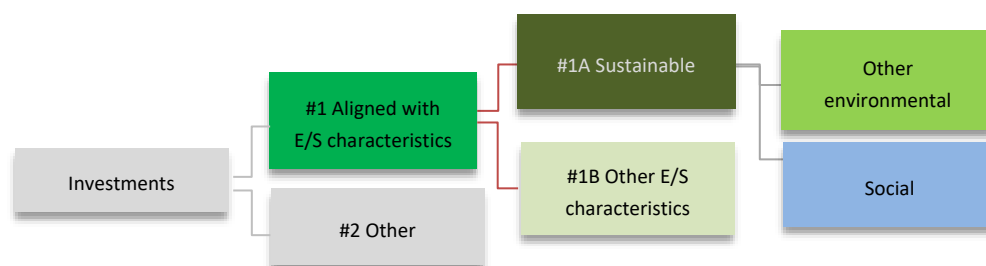 Investments
#1 Aligned with
E/S characteristics
#2 Other
#1A Sustainable
#1B Other E/S
characteristics
Other
environmental
Social